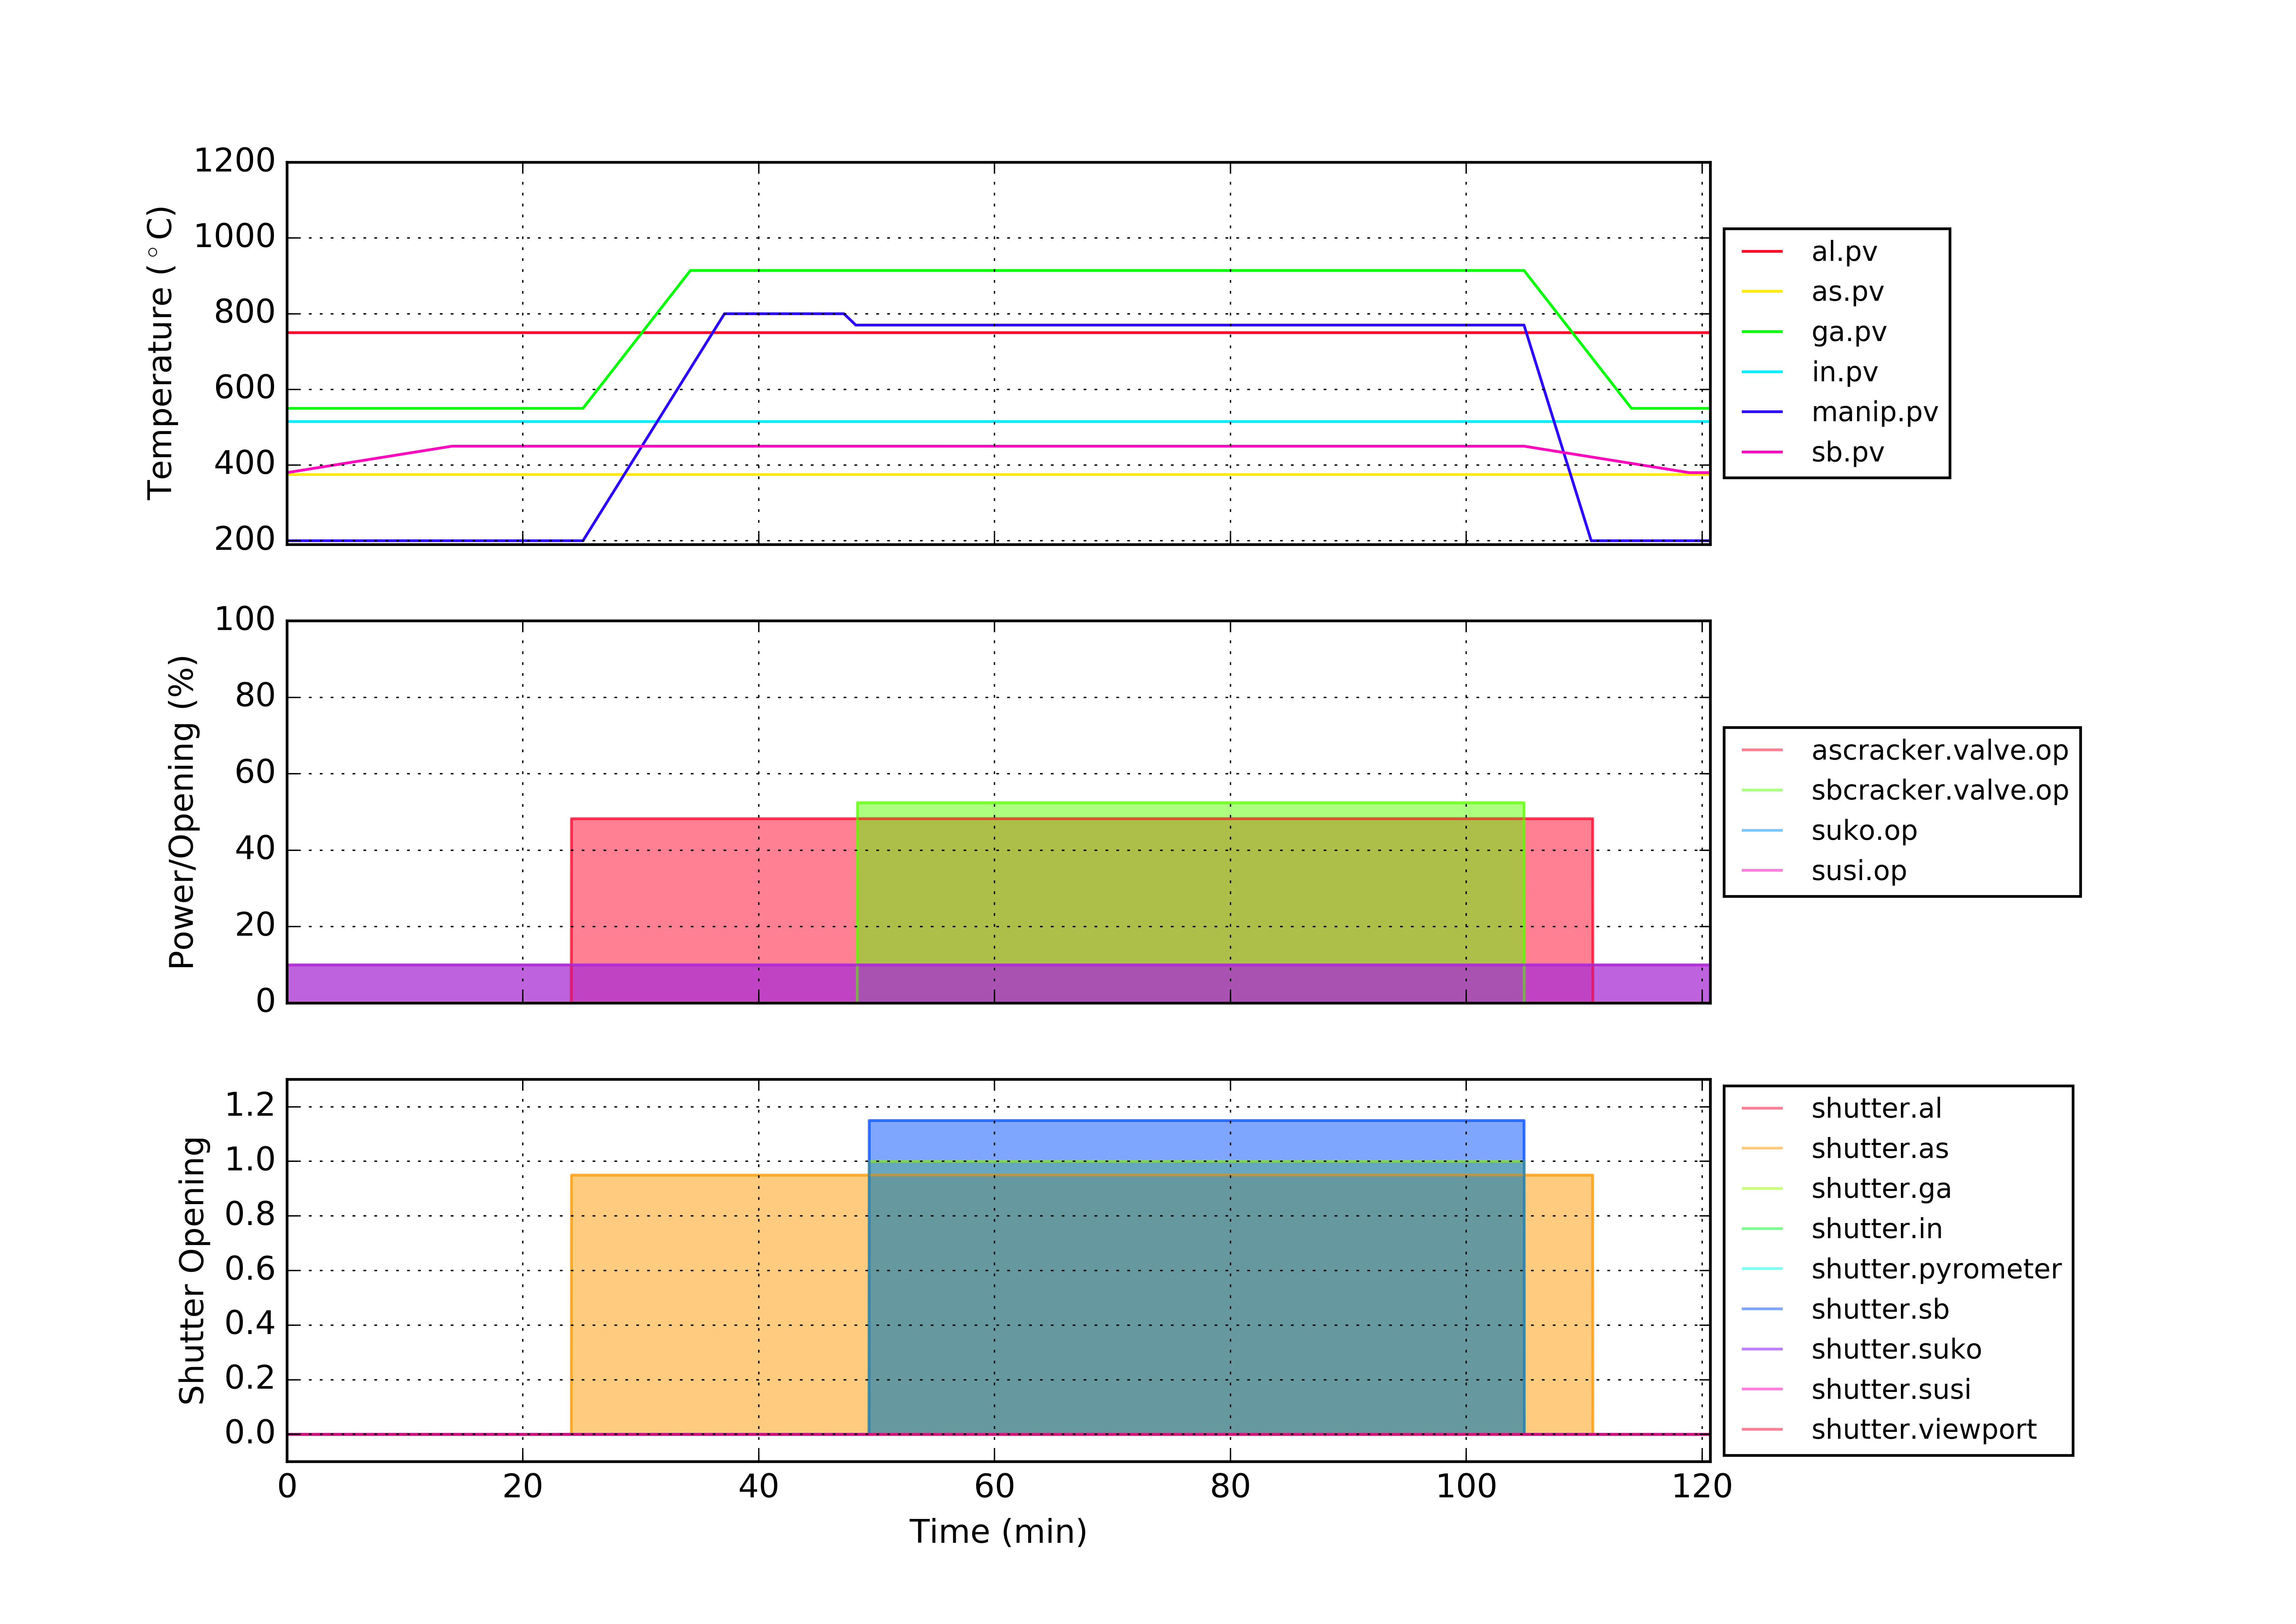 1200
1000
800
600
400
200
Temperature (°C)
al.pv
as.pv
ga.pv
in.pv
manip.pv
sb.pv
100
80
60
40
20
0
Power/Opening (%)
ascracker.valve.op
sbcracker.valve.op
suko.op
susi.op
1.2
1.0
0.8
0.6
0.4
0.2
0.0
Shutter Opening
shutter.al
shutter.as
shutter.ga
shutter.in
shutter.pyrometer
shutter.sb
shutter.suko
shutter.susi
shutter.viewport
0 20 40 60 80 100 120
Time (min)